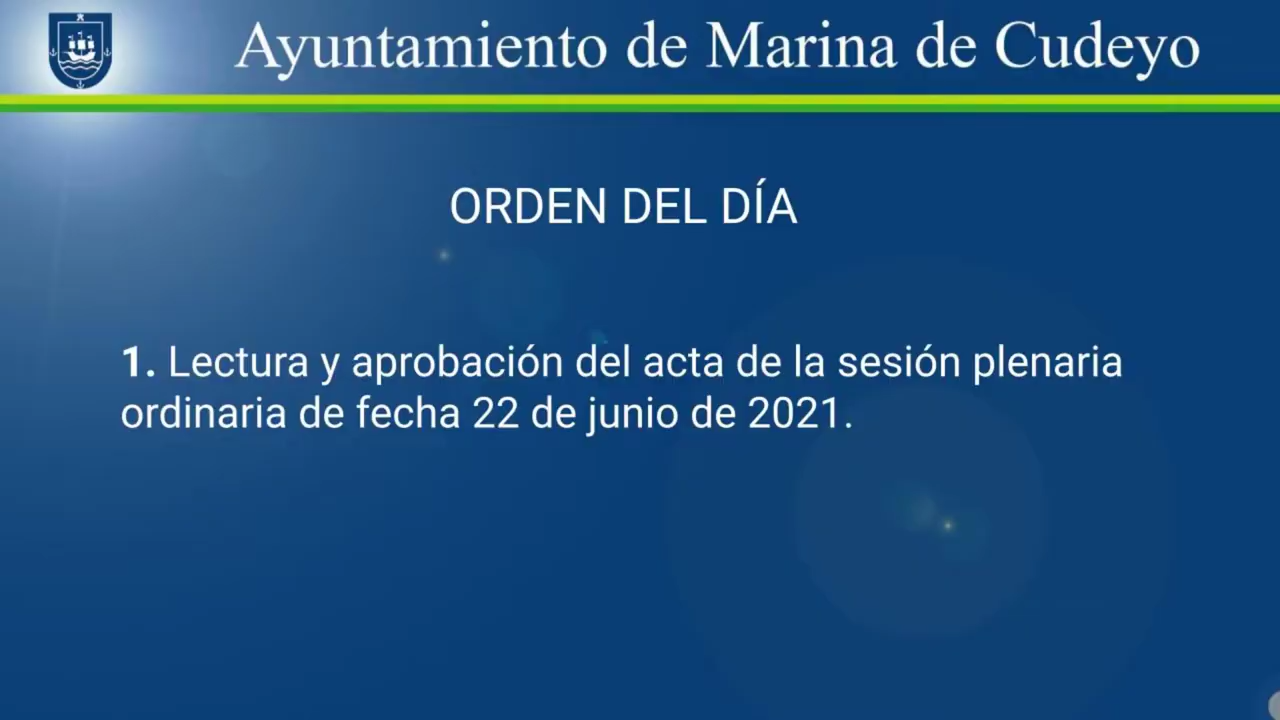 Ayuntamiento de Marina de Cudeyo
ORDEN DEL DÍA
1. Lectura y aprobación del acta de la sesión plenaria
ordinaria de fecha 22 de junio de 2021.